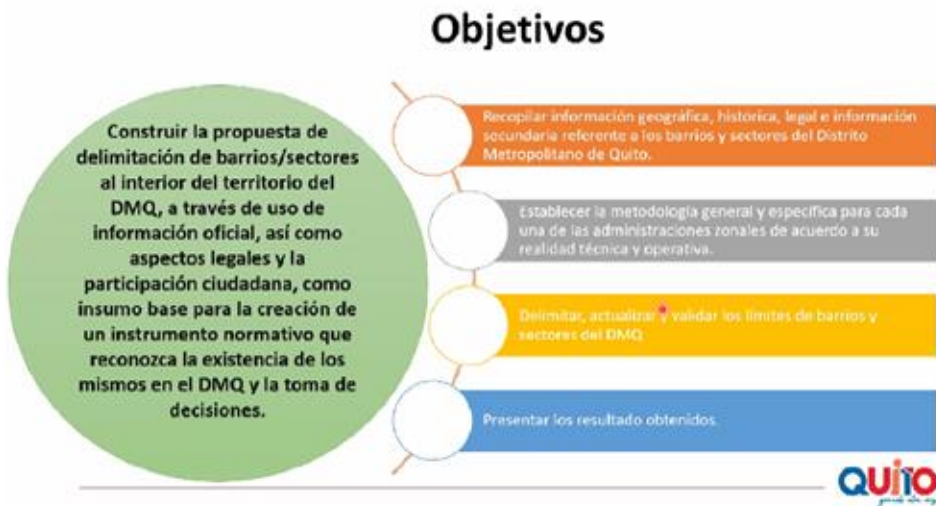 Objetivos
Construir la propuesta de
delimitación de barrios/sectores
al interior del territorio del
DMQ, a través de uso de
información oficial, así como
aspectos legales y la
participación ciudadana, como
insumo base para la creación de
un instrumento normativo que
reconozca la existencia de los
mismos en el DMQ y la toma de
decisiones.
Recopilar información geográfica, histórica, legal e información
secundaria referente a los barrios y sectores del Distrito
Metropolitano de Quito.
Establecer la metodología general y específica para cada
una de las administraciones zonales de acuerdo a su
realidad técnica y operativa.
Delimitar, actualizar y validar los límites de barrios y
sectores del DMQ
Presentar los resultado obtenidos.
QUITO